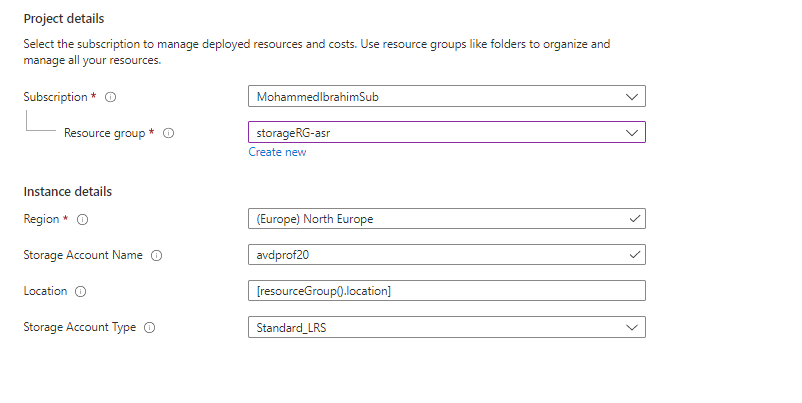 Project details
Select the subscription to manage deployed resources and costs. Use resource groups like folders to organize and
manage all your resources.
Subscription * MohammedIbrahimSub
Resource group * storageRG-asr
Create new
Instance details
Region * (Europe) North Europe
Storage Account Name avdprof20
Location [resourceGroup().location]
Storage Account Type Standard_LRS